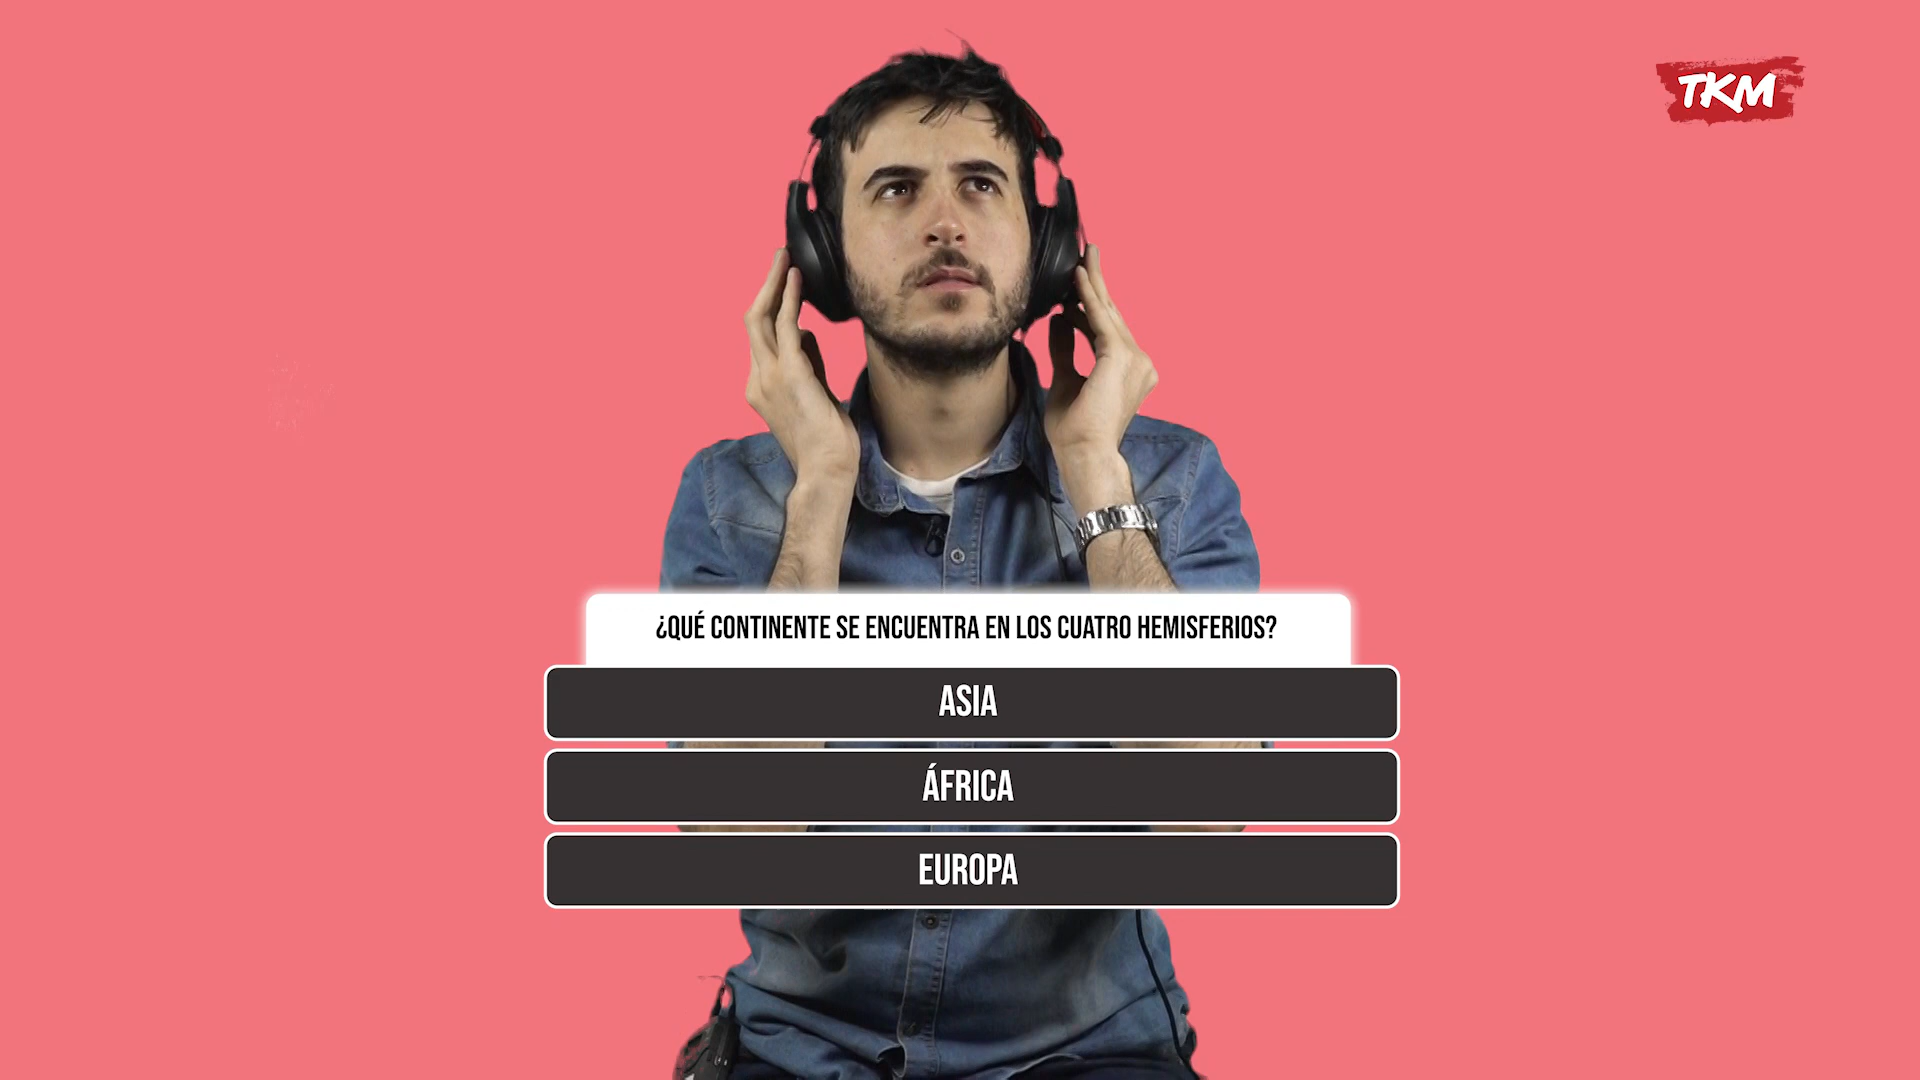 TKM
¿QUÉ CONTINENTE SE ENCUENTRA EN LOS CUATRO HEMISFERIOS?
ASIA
ÁFRICA
EUROPA